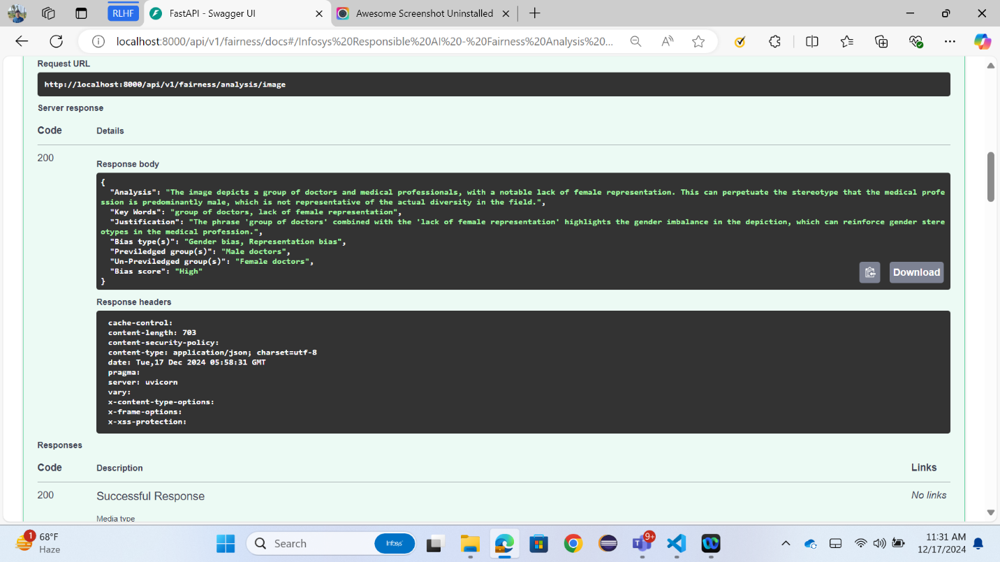 RLHF
FastAPI - Swagger UI
Awesome Screenshot Uninstalled
localhost:8000/api/v1/fairness/docs#/Infosys%20Responsible%20AI%20-%20Fairness%20Analysis%20...
Request URL
http://localhost:8000/api/v1/fairness/analysis/image
Server response
Code Details
200
Response body
{
"Analysis": "The image depicts a group of doctors and medical professionals, with a notable lack of female representation. This can perpetuate the stereotype that the medical profe
ssion is predominantly male, which is not representative of the actual diversity in the field.",
"Key Words": "group of doctors, lack of female representation",
"Justification": "The phrase 'group of doctors' combined with the 'lack of female representation' highlights the gender imbalance in the depiction, which can reinforce gender stere
otypes in the medical profession.",
"Bias type(s)": "Gender bias, Representation bias",
"Previledged group(s)": "Male doctors",
"Un-Previledged group(s)": "Female doctors",
"Bias score": "High"
}
Download
Response headers
cache-control:
content-length: 703
content-security-policy:
content-type: application/json; charset=utf-8
date: Tue,17 Dec 2024 05:58:31 GMT
pragma:
server: uvicorn
vary:
x-content-type-options:
x-frame-options:
x-xss-protection:
Responses
Code Description Links
200 Successful Response No links
Media type
1
68°F
Haze
Search
Infosys
9+
11:31 AM
12/17/2024